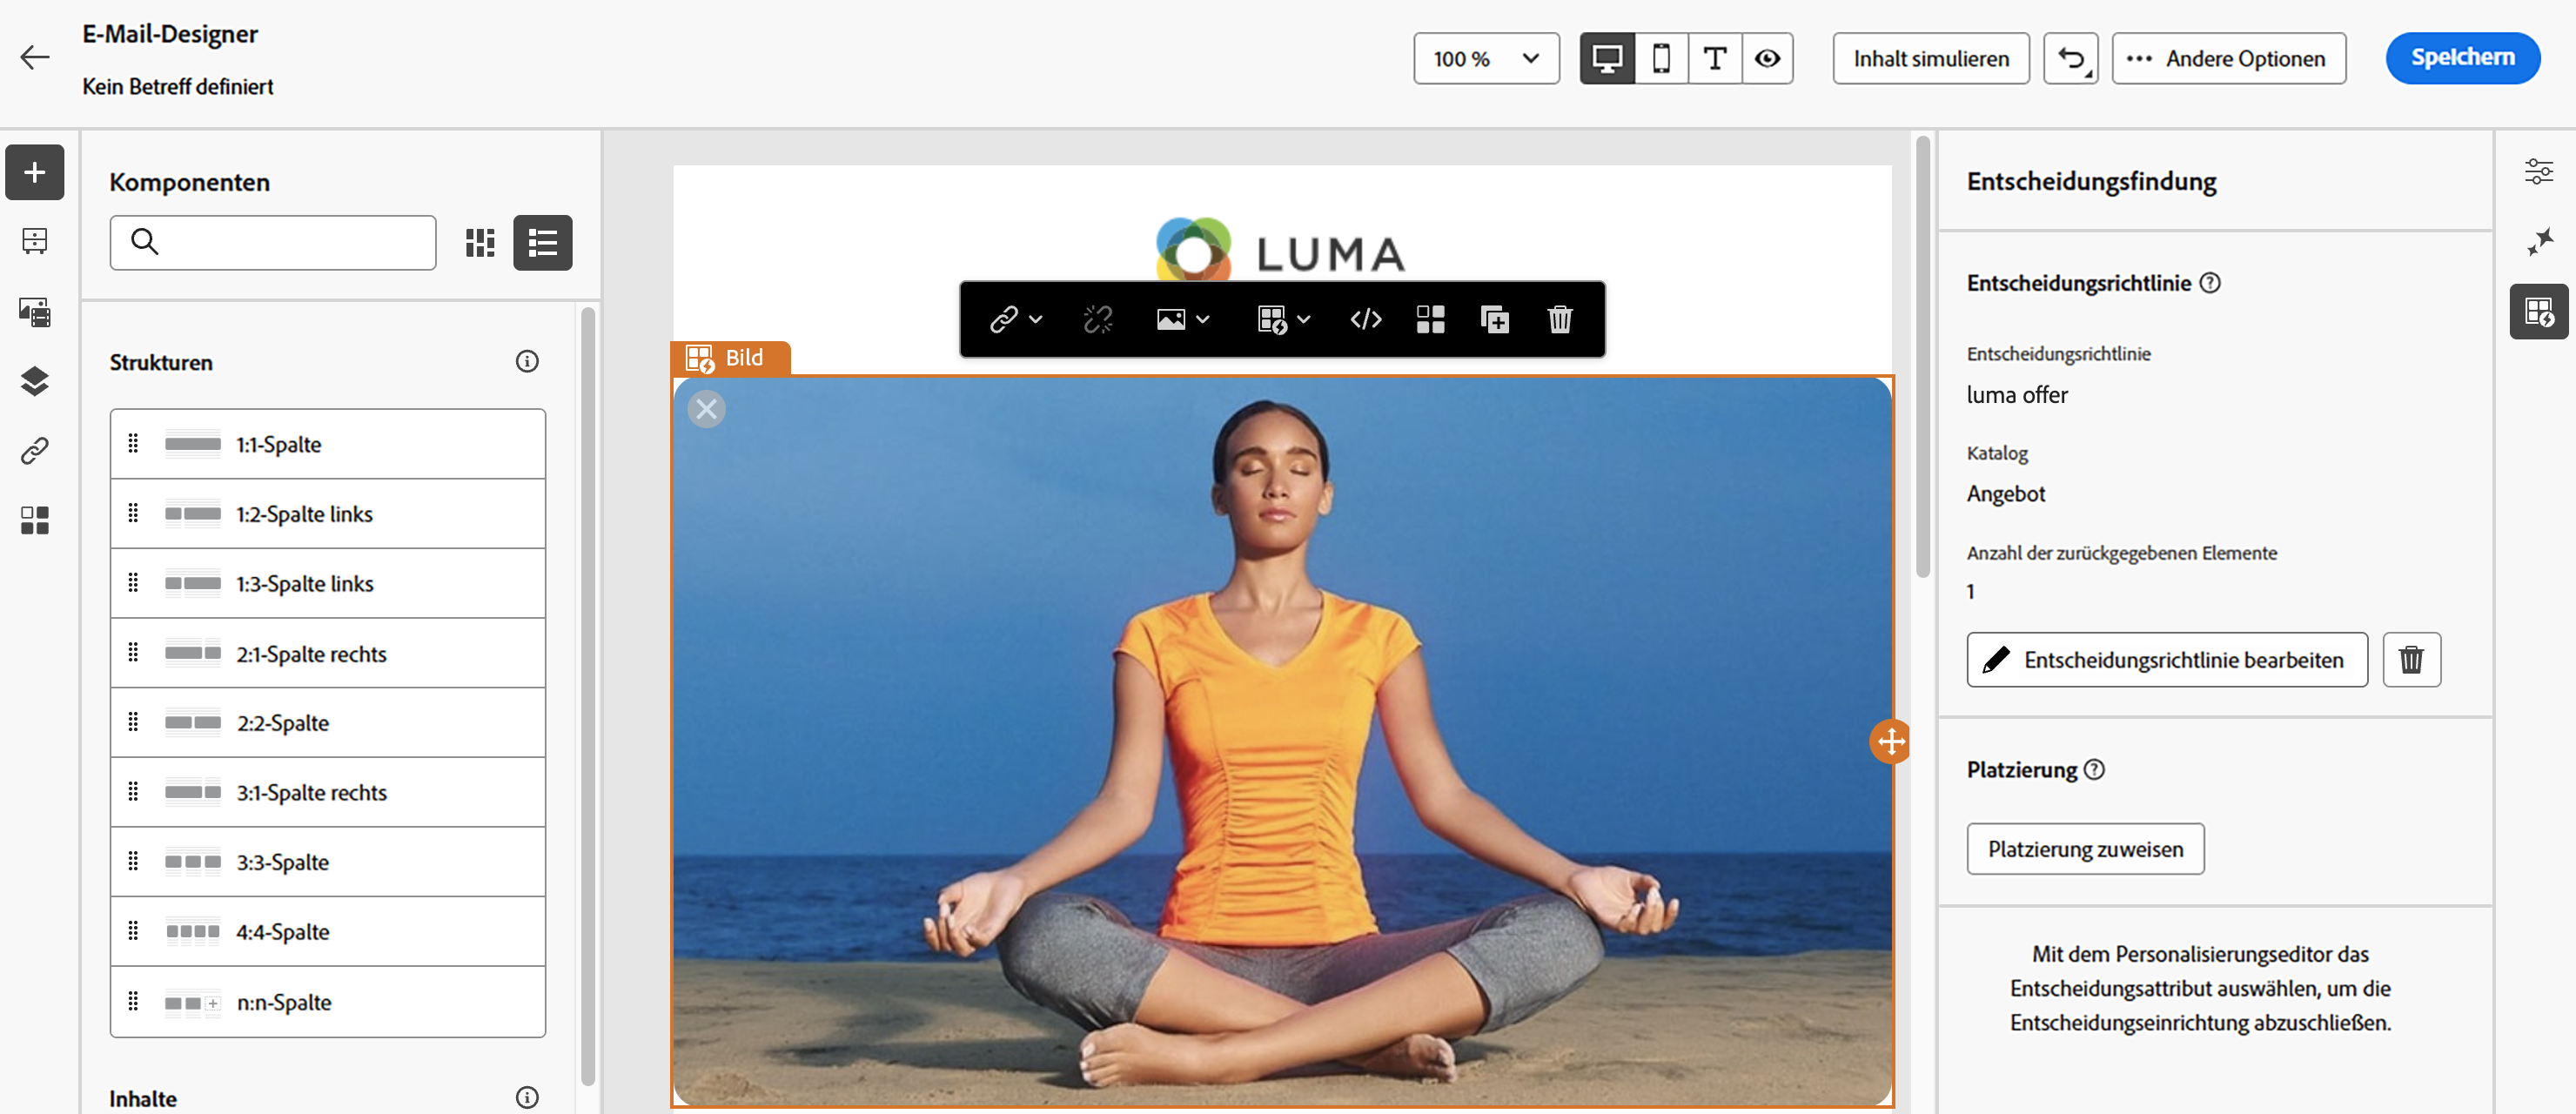 E-Mail-Designer
Kein Betreff definiert
100 %
Inhalt simulieren
Andere Optionen
Speichern
Komponenten
Strukturen
1:1-Spalte
1:2-Spalte links
1:3-Spalte links
2:1-Spalte rechts
2:2-Spalte
3:1-Spalte rechts
3:3-Spalte
4:4-Spalte
n:n-Spalte
Inhalte
LUMA
Bild
Entscheidungsfindung
Entscheidungsrichtlinie
Entscheidungsrichtlinie
luma offer
Katalog
Angebot
Anzahl der zurückgegebenen Elemente
1
Entscheidungsrichtlinie bearbeiten
Platzierung
Platzierung zuweisen
Mit dem Personalisierungseditor das
Entscheidungsattribut auswählen, um die
Entscheidungseinrichtung abzuschließen.